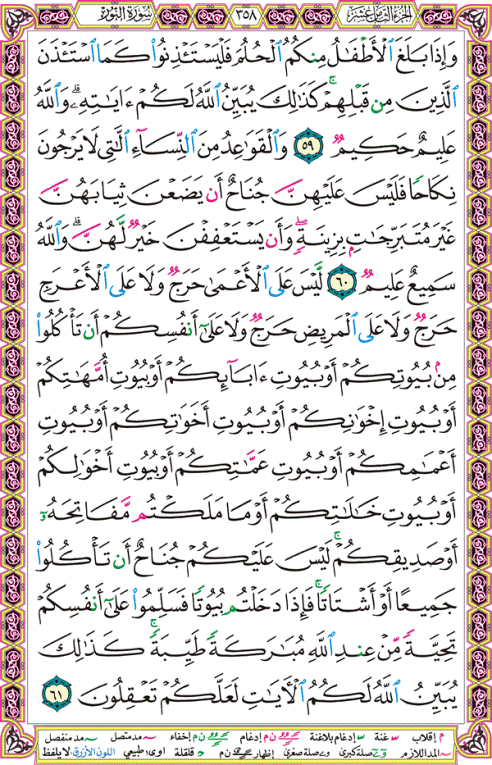 الجزء الثامن عشر ٣٥٨ سورة النور
وَإِذَا بَلَغَ ٱلْأَطْفَٰلُ مِنكُمُ ٱلْحُلُمَ فَلْيَسْتَـْٔذِنُوا۟ كَمَا ٱسْتَـْٔذَنَ
ٱلَّذِينَ مِن قَبْلِهِمْ ۚ كَذَٰلِكَ يُبَيِّنُ ٱللَّهُ لَكُمْ ءَايَٰتِهِۦ ۗ وَٱللَّهُ
عَلِيمٌ حَكِيمٌ ٥٩ وَٱلْقَوَٰعِدُ مِنَ ٱلنِّسَآءِ ٱلَّٰتِى لَا يَرْجُونَ
نِكَاحًا فَلَيْسَ عَلَيْهِنَّ جُنَاحٌ أَن يَضَعْنَ ثِيَابَهُنَّ
غَيْرَ مُتَبَرِّجَٰتٍۭ بِزِينَةٍ ۖ وَأَن يَسْتَعْفِفْنَ خَيْرٌ لَّهُنَّ ۗ وَٱللَّهُ
سَمِيعٌ عَلِيمٌ ٦٠ لَّيْسَ عَلَى ٱلْأَعْمَىٰ حَرَجٌ وَلَا عَلَى ٱلْأَعْرَجِ
حَرَجٌ وَلَا عَلَى ٱلْمَرِيضِ حَرَجٌ وَلَا عَلَىٰٓ أَنفُسِكُمْ أَن تَأْكُلُوا۟
مِنۢ بُيُوتِكُمْ أَوْ بُيُوتِ ءَابَآئِكُمْ أَوْ بُيُوتِ أُمَّهَٰتِكُمْ
أَوْ بُيُوتِ إِخْوَٰنِكُمْ أَوْ بُيُوتِ أَخَوَٰتِكُمْ أَوْ بُيُوتِ
أَعْمَٰمِكُمْ أَوْ بُيُوتِ عَمَّٰتِكُمْ أَوْ بُيُوتِ أَخْوَٰلِكُمْ
أَوْ بُيُوتِ خَٰلَٰتِكُمْ أَوْ مَا مَلَكْتُم مَّفَاتِحَهُۥٓ
أَوْ صَدِيقِكُمْ ۚ لَيْسَ عَلَيْكُمْ جُنَاحٌ أَن تَأْكُلُوا۟
جَمِيعًا أَوْ أَشْتَاتًا ۚ فَإِذَا دَخَلْتُم بُيُوتًا فَسَلِّمُوا۟ عَلَىٰٓ أَنفُسِكُمْ
تَحِيَّةً مِّنْ عِندِ ٱللَّهِ مُبَٰرَكَةً طَيِّبَةً ۚ كَذَٰلِكَ
يُبَيِّنُ ٱللَّهُ لَكُمُ ٱلْءَايَٰتِ لَعَلَّكُمْ تَعْقِلُونَ ٦١
م إقلاب غنة إدغام بلاغنة ن م إدغام ن م إخفاء مد متصل مد منفصل
المد اللازم صلة كبرى صلة صغرى إظهار ن م قلقلة اوى: طبيعي اللون الأزرق: لا يلفظ